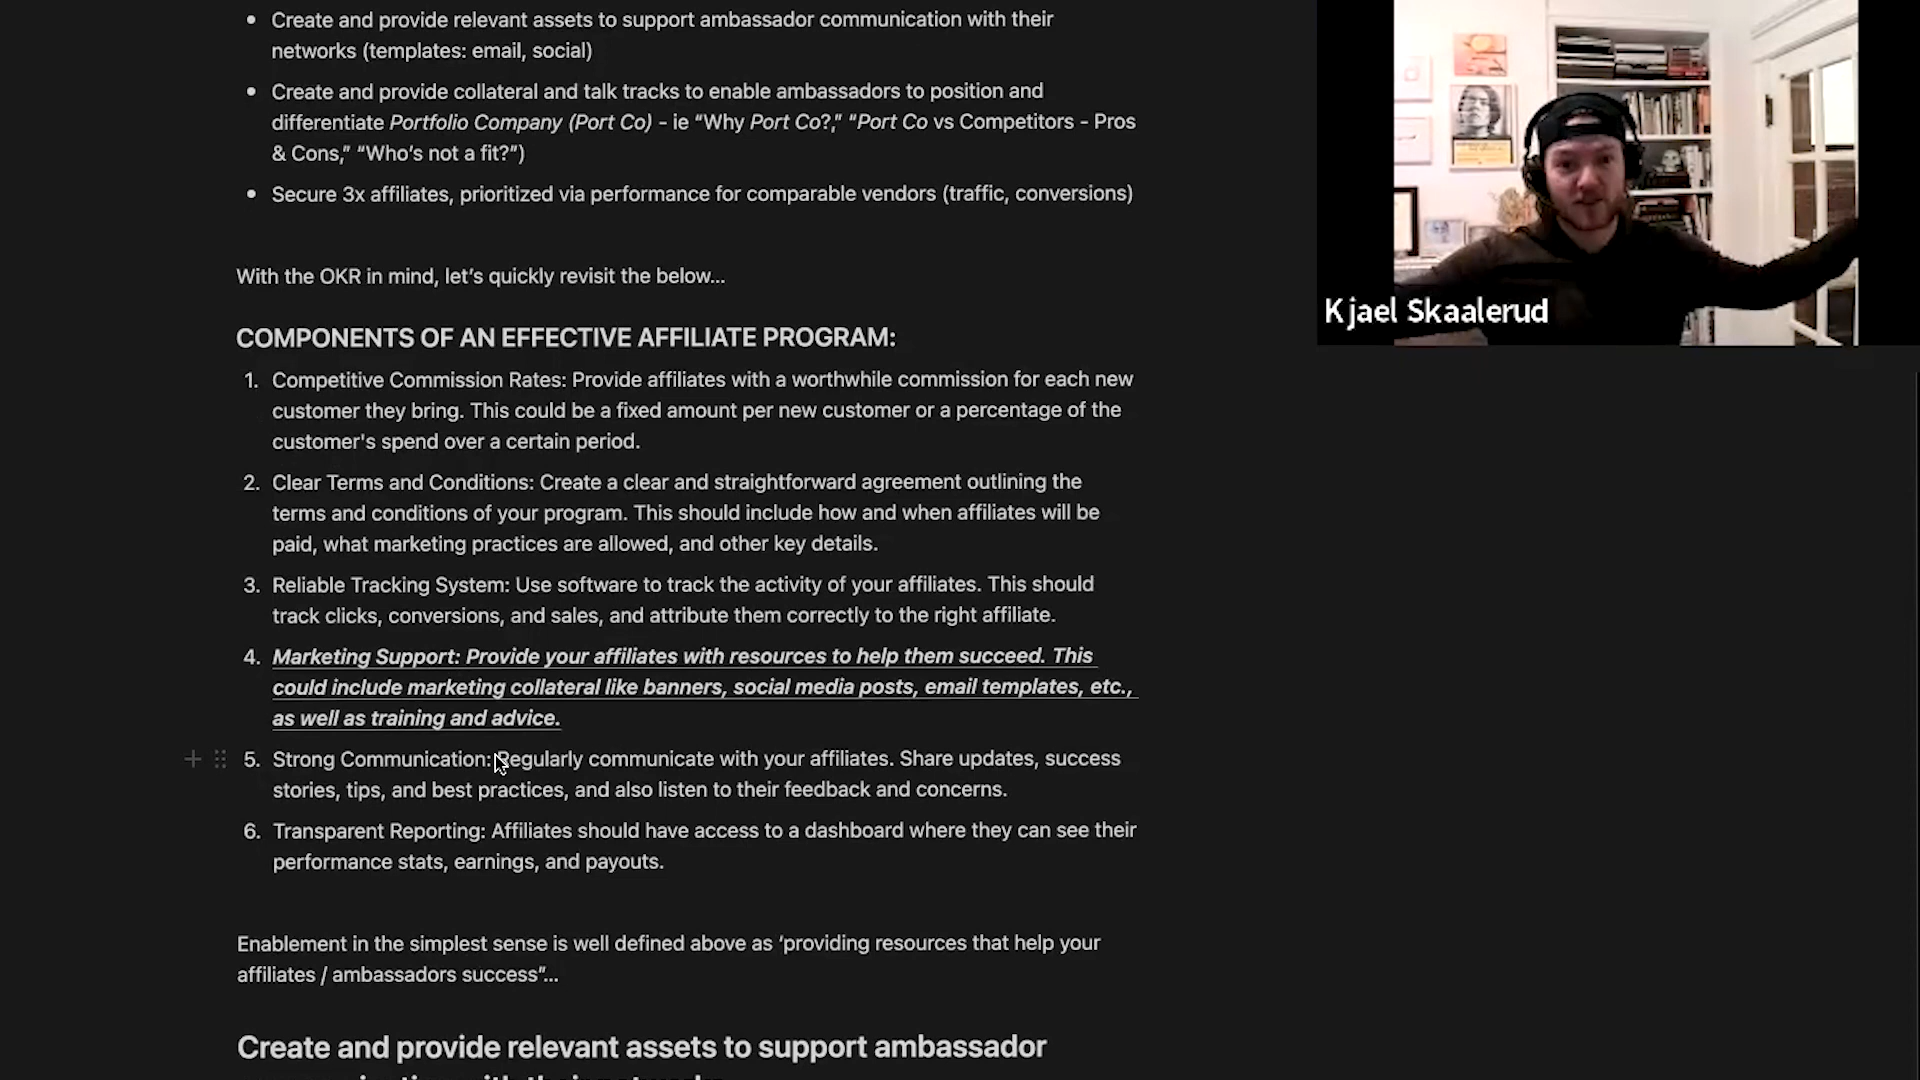 • Create and provide relevant assets to support ambassador communication with their
networks (templates: email, social)
• Create and provide collateral and talk tracks to enable ambassadors to position and
differentiate Portfolio Company (Port Co) - ie “Why Port Co?,” “Port Co vs Competitors - Pros
& Cons,” “Who’s not a fit?”)
• Secure 3x affiliates, prioritized via performance for comparable vendors (traffic, conversions)
Kjael Skaalerud
With the OKR in mind, let’s quickly revisit the below...
COMPONENTS OF AN EFFECTIVE AFFILIATE PROGRAM:
1. Competitive Commission Rates: Provide affiliates with a worthwhile commission for each new
customer they bring. This could be a fixed amount per new customer or a percentage of the
customer's spend over a certain period.
2. Clear Terms and Conditions: Create a clear and straightforward agreement outlining the
terms and conditions of your program. This should include how and when affiliates will be
paid, what marketing practices are allowed, and other key details.
3. Reliable Tracking System: Use software to track the activity of your affiliates. This should
track clicks, conversions, and sales, and attribute them correctly to the right affiliate.
4. Marketing Support: Provide your affiliates with resources to help them succeed. This
could include marketing collateral like banners, social media posts, email templates, etc.,
as well as training and advice.
5. Strong Communication: Regularly communicate with your affiliates. Share updates, success
stories, tips, and best practices, and also listen to their feedback and concerns.
6. Transparent Reporting: Affiliates should have access to a dashboard where they can see their
performance stats, earnings, and payouts.
Enablement in the simplest sense is well defined above as ‘providing resources that help your
affiliates / ambassadors success”...
Create and provide relevant assets to support ambassador